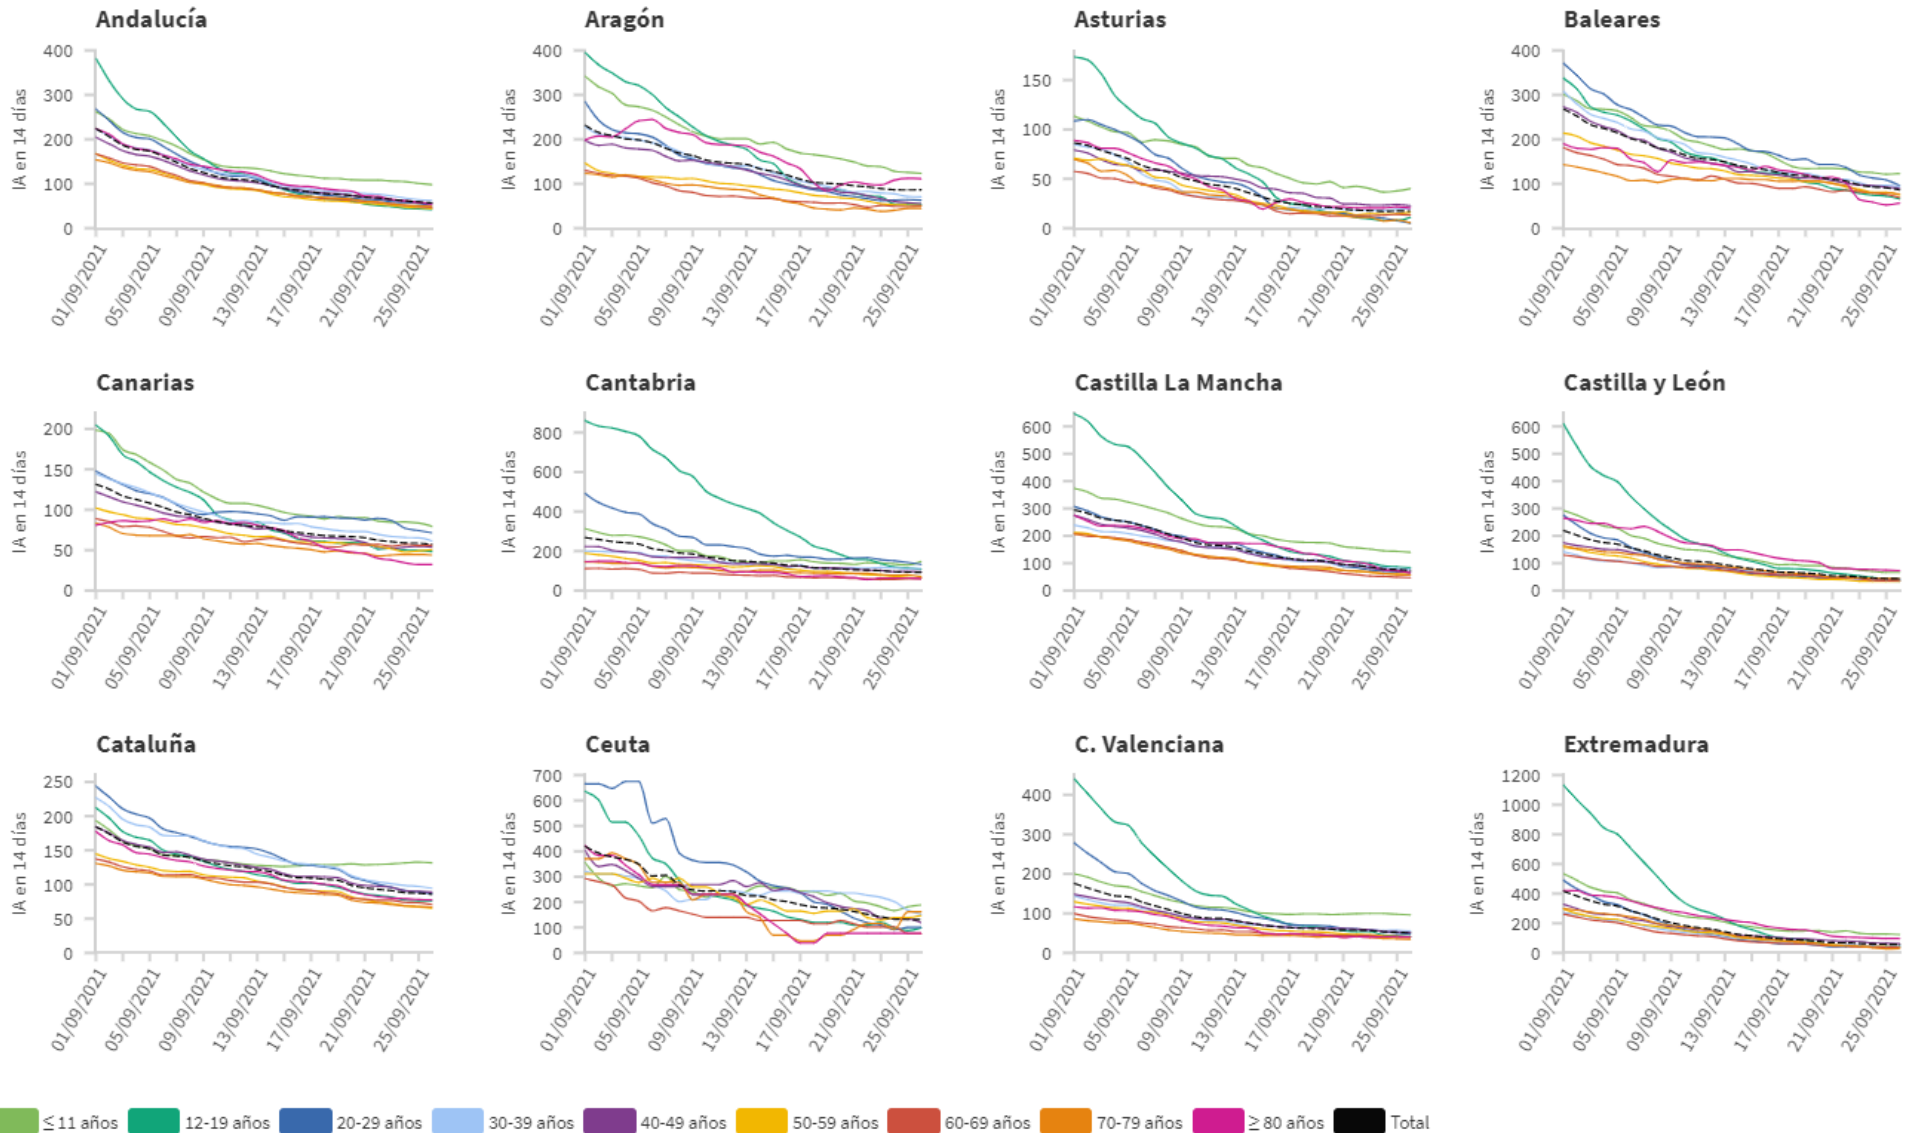 Andalucía
IA en 14 días
400
300
200
100
0
01/09/2021 05/09/2021 09/09/2021 13/09/2021 17/09/2021 21/09/2021 25/09/2021
Aragón
IA en 14 días
400
300
200
100
0
01/09/2021 05/09/2021 09/09/2021 13/09/2021 17/09/2021 21/09/2021 25/09/2021
Asturias
IA en 14 días
150
100
50
0
01/09/2021 05/09/2021 09/09/2021 13/09/2021 17/09/2021 21/09/2021 25/09/2021
Baleares
IA en 14 días
400
300
200
100
0
01/09/2021 05/09/2021 09/09/2021 13/09/2021 17/09/2021 21/09/2021 25/09/2021
Canarias
IA en 14 días
200
150
100
50
0
01/09/2021 05/09/2021 09/09/2021 13/09/2021 17/09/2021 21/09/2021 25/09/2021
Cantabria
IA en 14 días
800
600
400
200
0
01/09/2021 05/09/2021 09/09/2021 13/09/2021 17/09/2021 21/09/2021 25/09/2021
Castilla La Mancha
IA en 14 días
600
500
400
300
200
100
0
01/09/2021 05/09/2021 09/09/2021 13/09/2021 17/09/2021 21/09/2021 25/09/2021
Castilla y León
IA en 14 días
600
500
400
300
200
100
0
01/09/2021 05/09/2021 09/09/2021 13/09/2021 17/09/2021 21/09/2021 25/09/2021
Cataluña
IA en 14 días
250
200
150
100
50
0
01/09/2021 05/09/2021 09/09/2021 13/09/2021 17/09/2021 21/09/2021 25/09/2021
Ceuta
IA en 14 días
700
600
500
400
300
200
100
0
01/09/2021 05/09/2021 09/09/2021 13/09/2021 17/09/2021 21/09/2021 25/09/2021
C. Valenciana
IA en 14 días
400
300
200
100
0
01/09/2021 05/09/2021 09/09/2021 13/09/2021 17/09/2021 21/09/2021 25/09/2021
Extremadura
IA en 14 días
1200
1000
800
600
400
200
0
01/09/2021 05/09/2021 09/09/2021 13/09/2021 17/09/2021 21/09/2021 25/09/2021
≤ 11 años 12-19 años 20-29 años 30-39 años 40-49 años 50-59 años 60-69 años 70-79 años ≥ 80 años Total